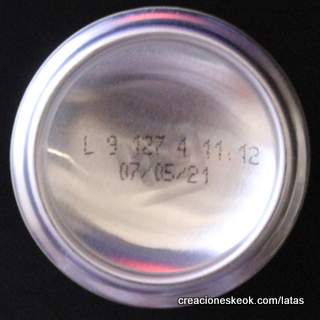 L 9 127 4 11:12
07/05/21
creacioneskeok.com/latas